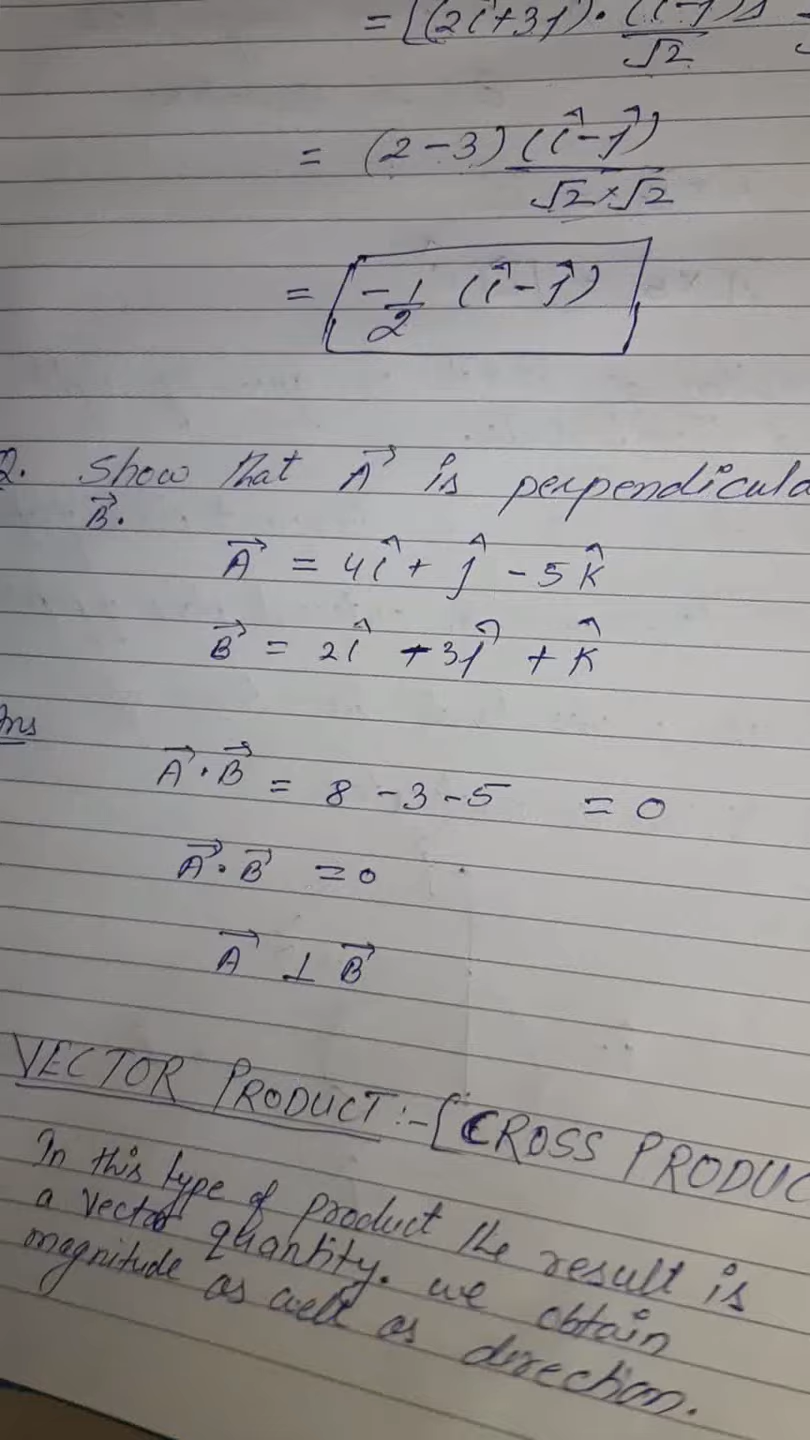 = [(2î+3ĵ)·(î-ĵ)/√2
= (2-3) (î-ĵ)/√2×√2
= -1/2 (î-ĵ)
Q. Show that A⃗ is perpendicula
B⃗.
A⃗ = 4î + ĵ - 5k̂
B⃗ = 2î +3ĵ + k̂
Ans
A⃗·B⃗ = 8 -3-5 = 0
A⃗·B⃗ = 0
A⃗ ⊥ B⃗
VECTOR PRODUCT :- [CROSS PRODUC
In this type of product the result is
a vector quantity. we obtain
magnitude as well as direction.